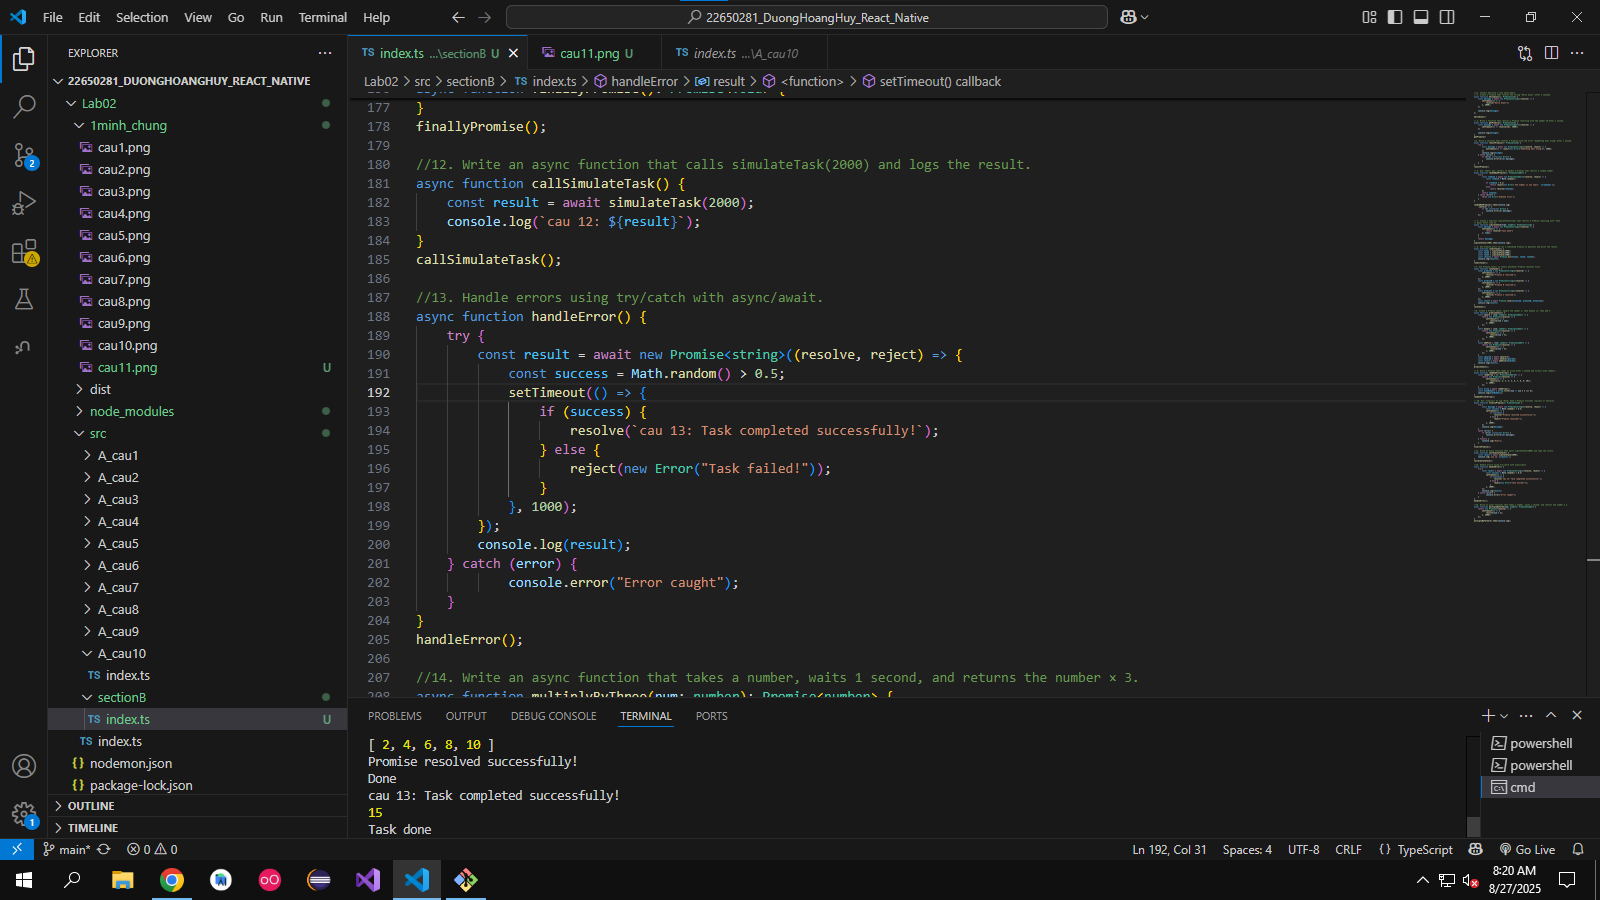 File Edit Selection View Go Run Terminal Help
22650281_DuongHoangHuy_React_Native
EXPLORER
22650281_DUONGHOANGHUY_REACT_NATIVE
Lab02
1minh_chung
cau1.png
cau2.png
cau3.png
cau4.png
cau5.png
cau6.png
cau7.png
cau8.png
cau9.png
cau10.png
cau11.png U
dist
node_modules
src
A_cau1
A_cau2
A_cau3
A_cau4
A_cau5
A_cau6
A_cau7
A_cau8
A_cau9
A_cau10
TS index.ts
sectionB
TS index.ts U
TS index.ts
{} nodemon.json
{} package-lock.json
OUTLINE
TIMELINE
2
1
TS index.ts ...\sectionB U
cau11.png U
TS index.ts ...\A_cau10
Lab02 > src > sectionB > TS index.ts > handleError > result > <function> > setTimeout() callback
177 }
178 finallyPromise();
179
180 //12. Write an async function that calls simulateTask(2000) and logs the result.
181 async function callSimulateTask() {
182 const result = await simulateTask(2000);
183 console.log(`cau 12: ${result}`);
184 }
185 callSimulateTask();
186
187 //13. Handle errors using try/catch with async/await.
188 async function handleError() {
189 try {
190 const result = await new Promise<string>((resolve, reject) => {
191 const success = Math.random() > 0.5;
192 setTimeout(() => {
193 if (success) {
194 resolve(`cau 13: Task completed successfully!`);
195 } else {
196 reject(new Error("Task failed!"));
197 }
198 }, 1000);
199 });
200 console.log(result);
201 } catch (error) {
202 console.error("Error caught");
203 }
204 }
205 handleError();
206
207 //14. Write an async function that takes a number, waits 1 second, and returns the number × 3.
208 async function multiplyByThree(num: number): Promise<number> {
PROBLEMS OUTPUT DEBUG CONSOLE TERMINAL PORTS
[ 2, 4, 6, 8, 10 ]
Promise resolved successfully!
Done
cau 13: Task completed successfully!
15
Task done
powershell
powershell
cmd
main* 0 0
Ln 192, Col 31 Spaces: 4 UTF-8 CRLF {} TypeScript Go Live
8:20 AM
8/27/2025